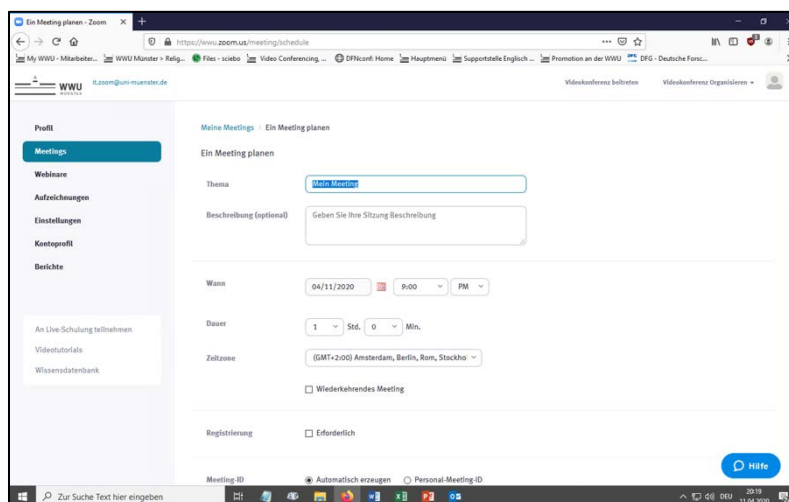 Ein Meeting planen - Zoom
https://www.zoom.us/meeting/schedule
My WWU - Mitarbeiter... WWU Münster > Relig... Files - sciebo Video Conferencing, ... DFNconf: Home Hauptmenü Supportstelle Englisch ... Promotion an der WWU DFG - Deutsche Forsc...
WWU
MÜNSTER
it.zoom@uni-muenster.de
Videokonferenz beitreten Videokonferenz Organisieren
Profil
Meetings
Webinare
Aufzeichnungen
Einstellungen
Kontoprofil
Berichte
An Live-Schulung teilnehmen
Videotutorials
Wissensdatenbank
Meine Meetings > Ein Meeting planen
Ein Meeting planen
Thema Mein Meeting
Beschreibung (optional) Geben Sie Ihre Sitzung Beschreibung
Wann 04/11/2020 9:00 PM
Dauer 1 Std. 0 Min.
Zeitzone (GMT+2:00) Amsterdam, Berlin, Rom, Stockho
Wiederkehrendes Meeting
Registrierung Erforderlich
Meeting-ID Automatisch erzeugen Personal-Meeting-ID
Hilfe
Zur Suche Text hier eingeben
DEU
20:19
11.04.2020